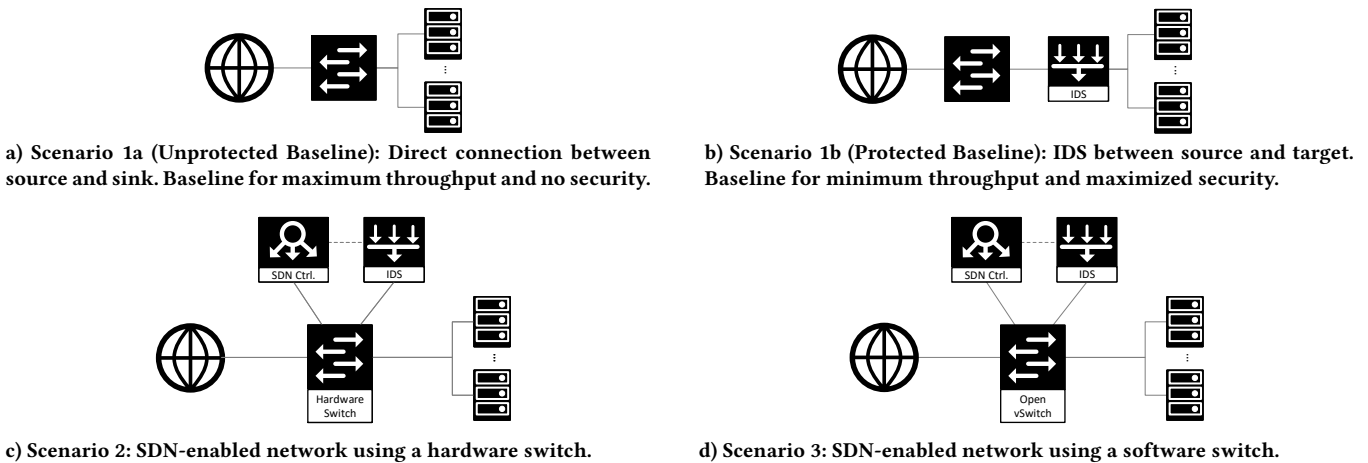 IDS
a) Scenario 1a (Unprotected Baseline): Direct connection between
source and sink. Baseline for maximum throughput and no security.
b) Scenario 1b (Protected Baseline): IDS between source and target.
Baseline for minimum throughput and maximized security.
SDN Ctrl.
IDS
Hardware
Switch
SDN Ctrl.
IDS
Open
vSwitch
c) Scenario 2: SDN-enabled network using a hardware switch.
d) Scenario 3: SDN-enabled network using a software switch.